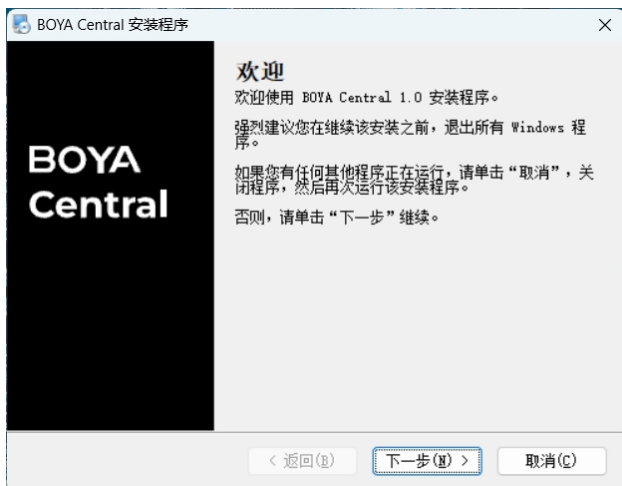 BOYA Central 安装程序
BOYA
Central
欢迎
欢迎使用 BOYA Central 1.0 安装程序。
强烈建议您在继续该安装之前，退出所有 Windows 程
序。
如果您有任何其他程序正在运行，请单击“取消”，关
闭程序，然后再次运行该安装程序。
否则，请单击“下一步”继续。
< 返回(B)
下一步(N) >
取消(C)